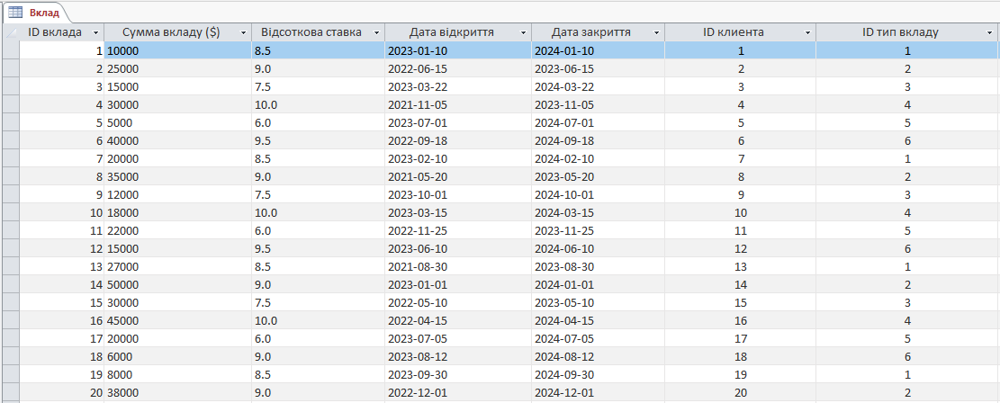 Вклад
ID вклада Сумма вкладу ($) Відсоткова ставка Дата відкриття Дата закриття ID клиента ID тип вкладу
1 10000 8.5 2023-01-10 2024-01-10 1 1
2 25000 9.0 2022-06-15 2023-06-15 2 2
3 15000 7.5 2023-03-22 2024-03-22 3 3
4 30000 10.0 2021-11-05 2023-11-05 4 4
5 5000 6.0 2023-07-01 2024-07-01 5 5
6 40000 9.5 2022-09-18 2024-09-18 6 6
7 20000 8.5 2023-02-10 2024-02-10 7 1
8 35000 9.0 2021-05-20 2023-05-20 8 2
9 12000 7.5 2023-10-01 2024-10-01 9 3
10 18000 10.0 2023-03-15 2024-03-15 10 4
11 22000 6.0 2022-11-25 2023-11-25 11 5
12 15000 9.5 2023-06-10 2024-06-10 12 6
13 27000 8.5 2021-08-30 2023-08-30 13 1
14 50000 9.0 2023-01-01 2024-01-01 14 2
15 30000 7.5 2022-05-10 2023-05-10 15 3
16 45000 10.0 2022-04-15 2024-04-15 16 4
17 20000 6.0 2023-07-05 2024-07-05 17 5
18 6000 9.0 2023-08-12 2024-08-12 18 6
19 8000 8.5 2023-09-30 2024-09-30 19 1
20 38000 9.0 2022-12-01 2024-12-01 20 2